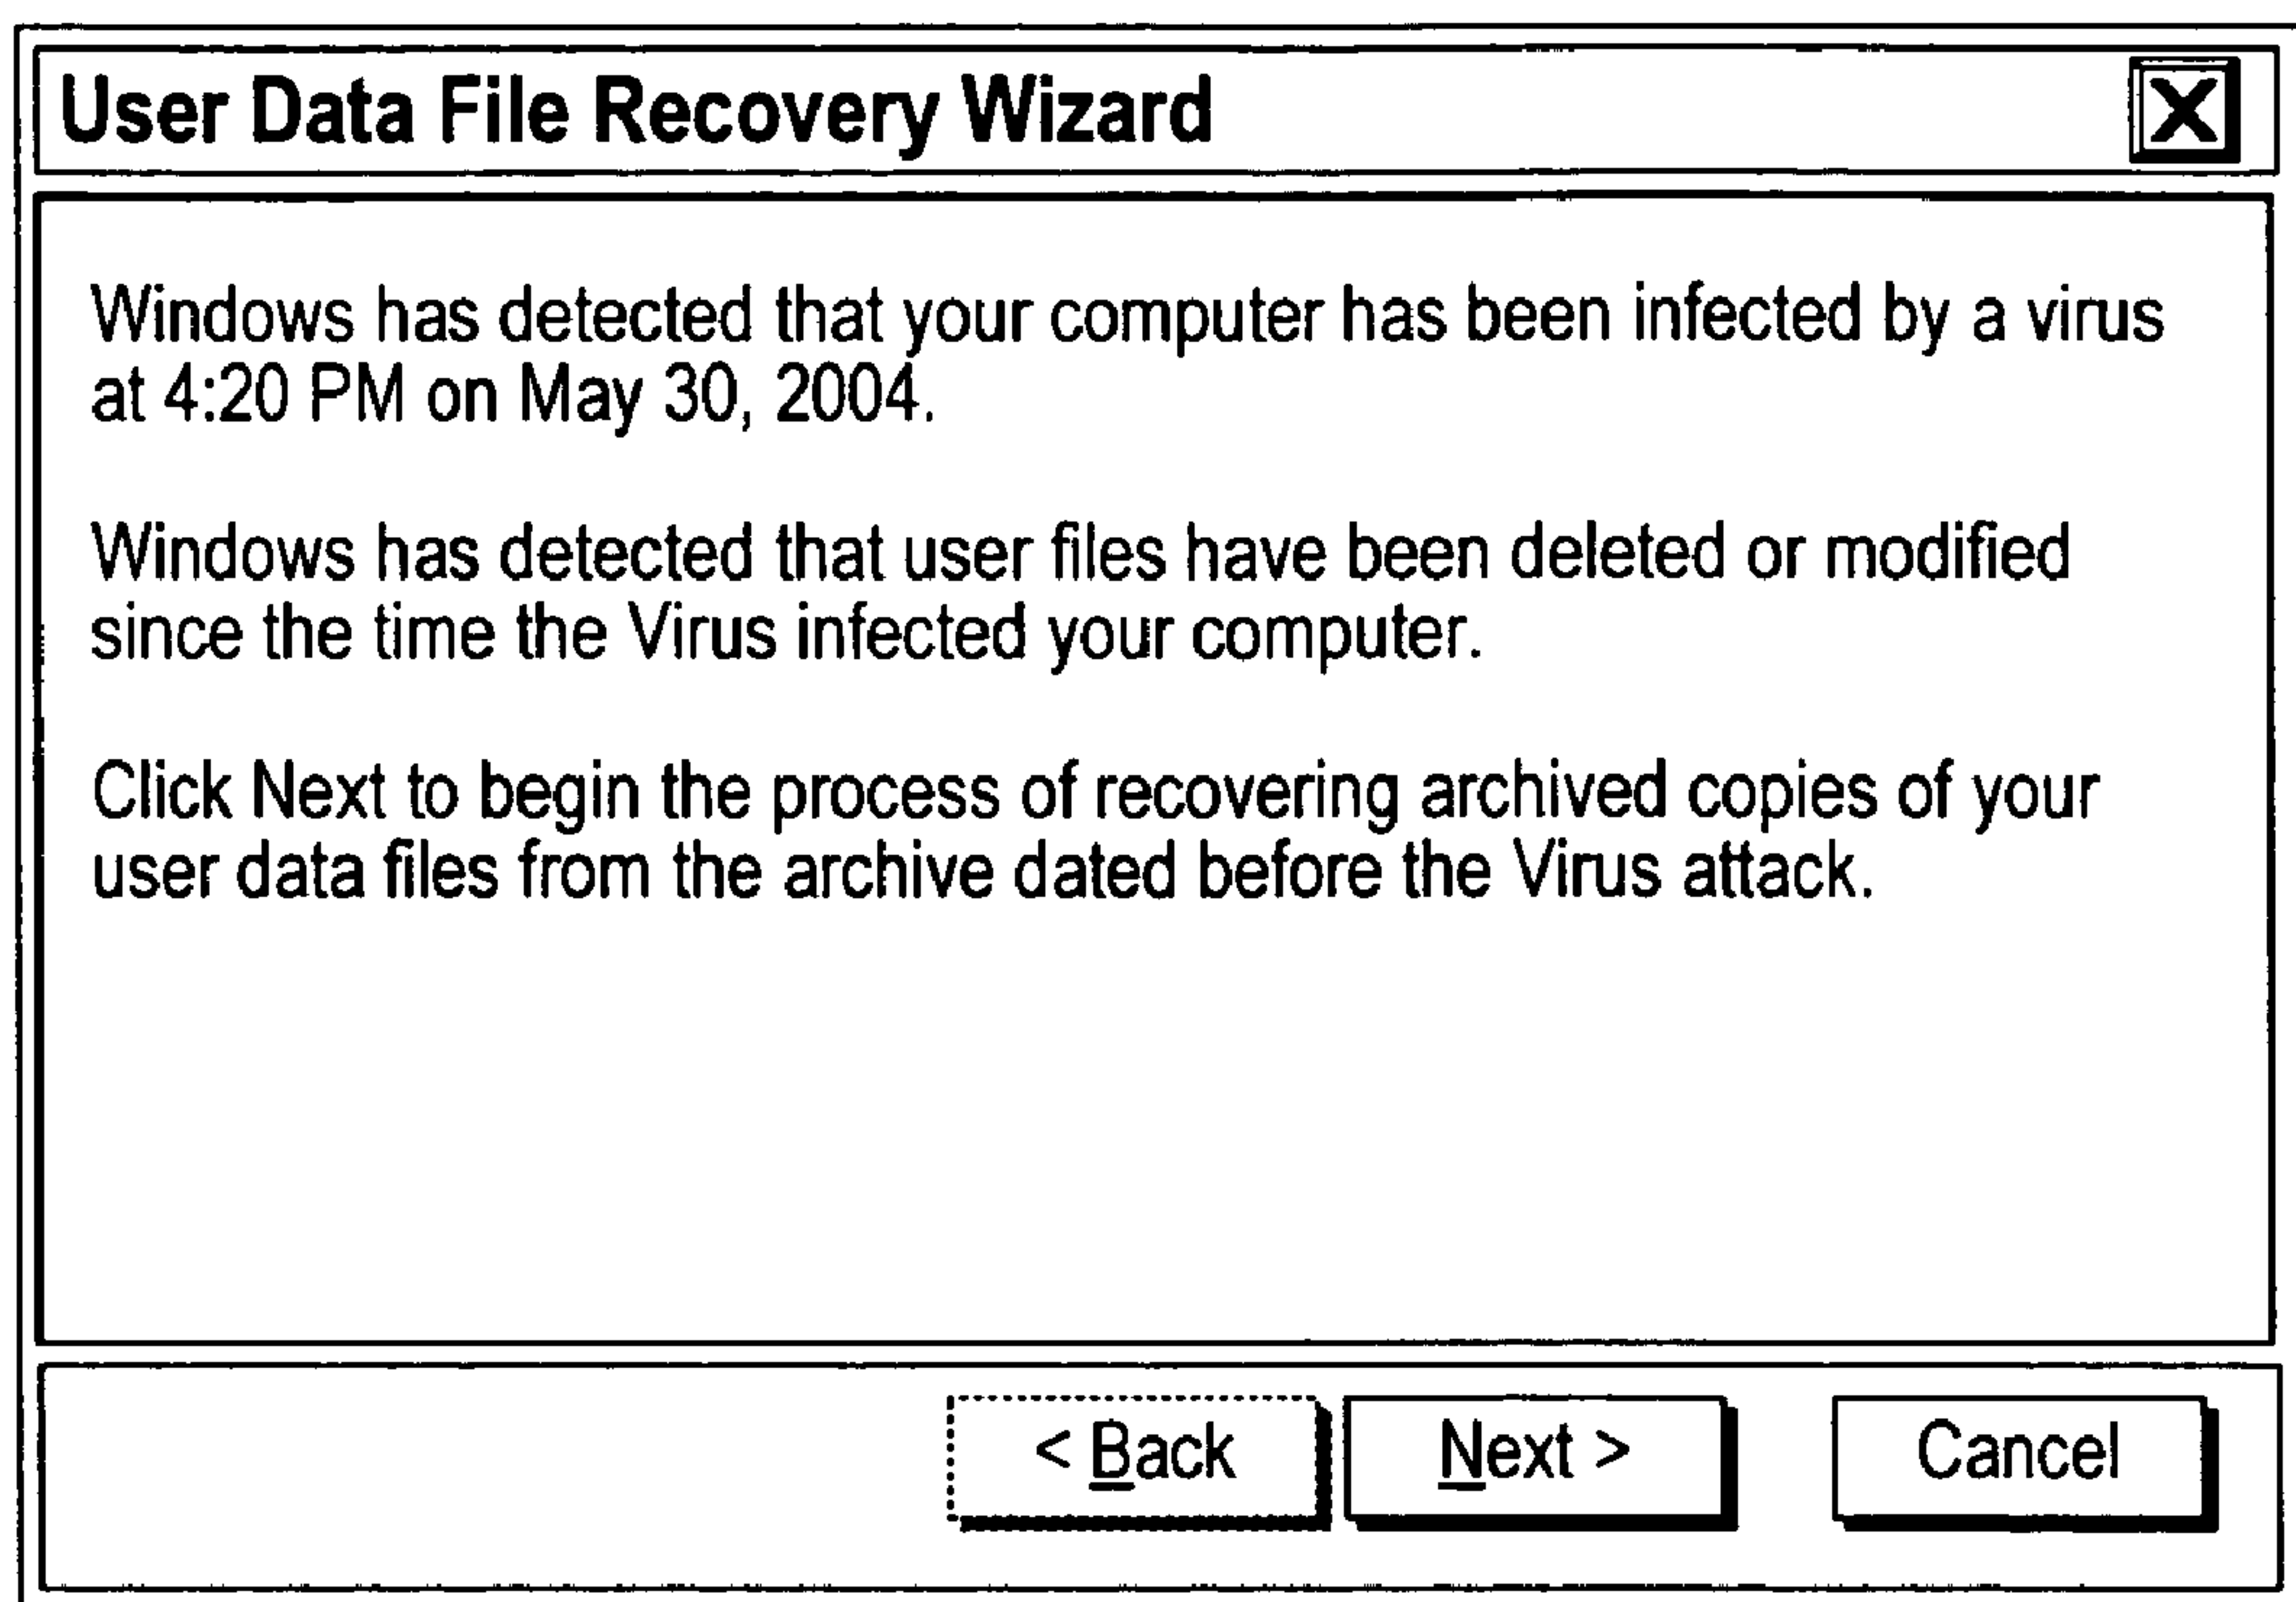 User Data File Recovery Wizard X
Windows has detected that your computer has been infected by a virus
at 4:20 PM on May 30, 2004.
Windows has detected that user files have been deleted or modified
since the time the Virus infected your computer.
Click Next to begin the process of recovering archived copies of your
user data files from the archive dated before the Virus attack.
< Back Next > Cancel